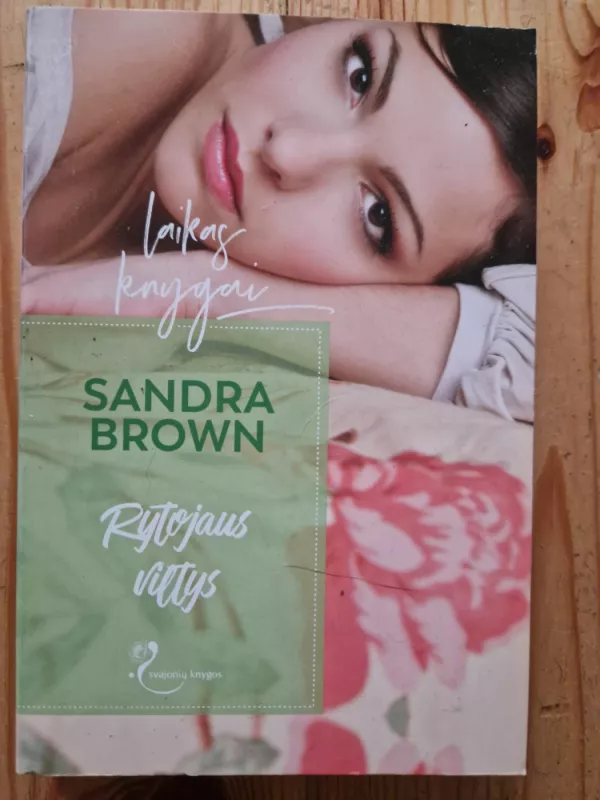 laikas
knygai
SANDRA
BROWN
Rytojaus
viltys
svajonių knygos